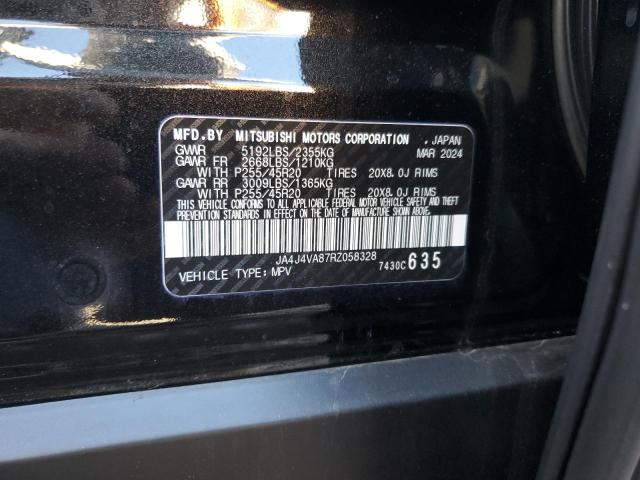 MFD.BY MITSUBISHI MOTORS CORPORATION , JAPAN
GVWR 5192LBS/2355KG MAR 2024
GAWR FR 2668LBS/1210KG
WITH P255/45R20 TIRES 20X8.0J RIMS
GAWR RR 3009LBS/1365KG
WITH P255/45R20 TIRES 20X8.0J RIMS
THIS VEHICLE CONFORMS TO ALL APPLICABLE FEDERAL MOTOR VEHICLE SAFETY AND THEFT
PREVENTION STANDARDS IN EFFECT ON THE DATE OF MANUFACTURE SHOWN ABOVE.
JA4J4VA87RZ058328
VEHICLE TYPE: MPV 7430C 635